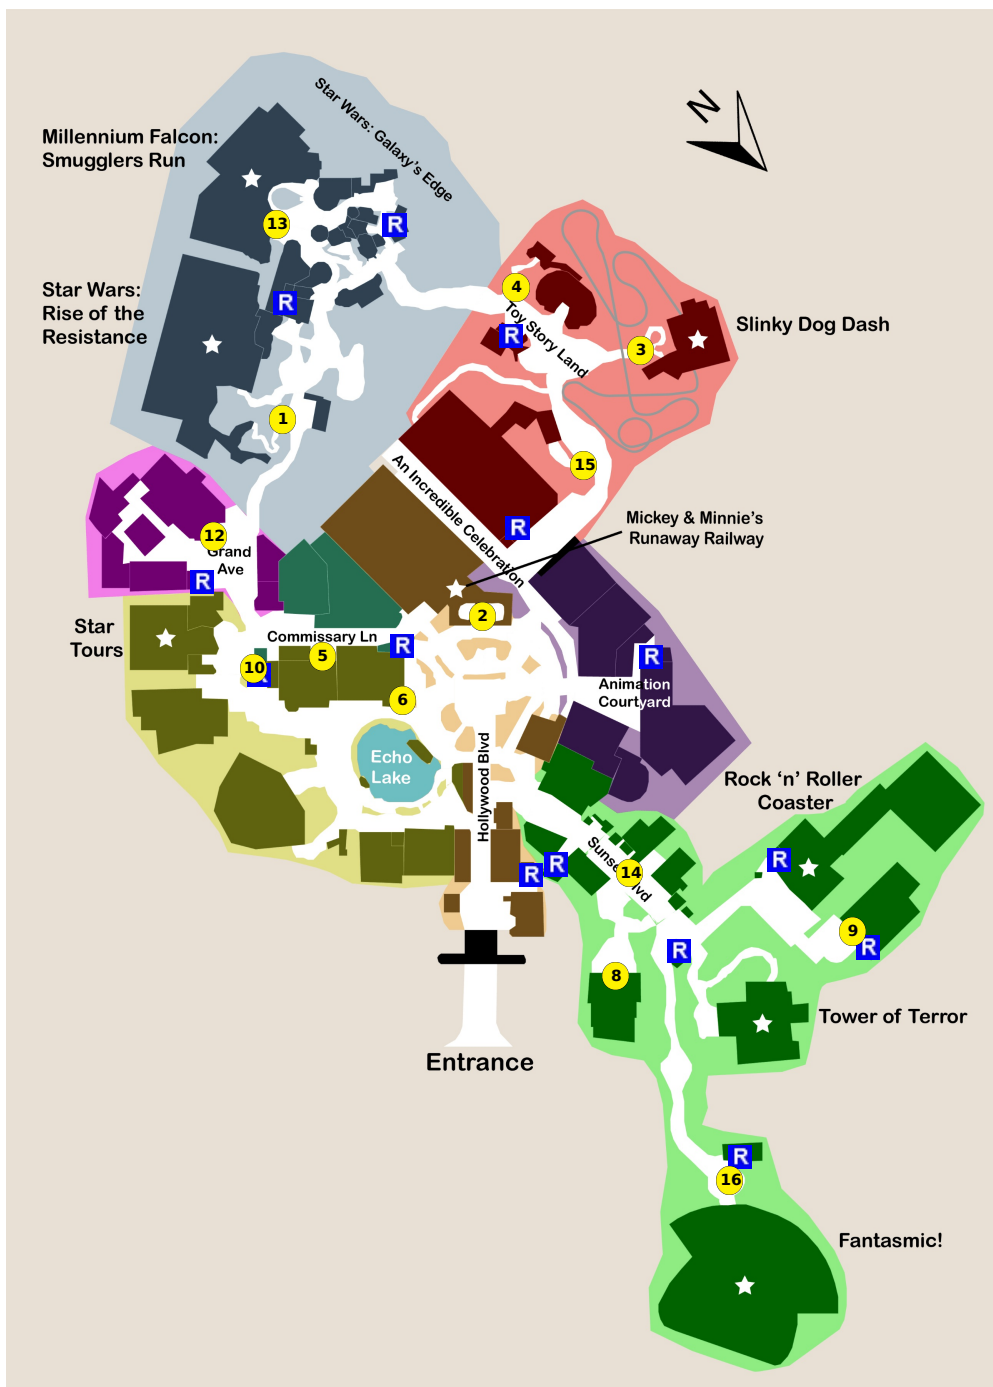 Star Wars: Galaxy's Edge
N
Millennium Falcon:
Smugglers Run
R
13
Star Wars:
Rise of the
Resistance
R
4
Toy Story Land
R
3
Slinky Dog Dash
1
15
An Incredible Celebration
R
Mickey & Minnie's
Runaway Railway
12
Grand
Ave
R
2
Star
Tours
Commissary Ln
5
R
10
6
R
Animation
Courtyard
Echo
Lake
Hollywood Blvd
Rock 'n' Roller
Coaster
R
R
R
14
9
R
R
8
Tower of Terror
Entrance
R
16
Fantasmic!